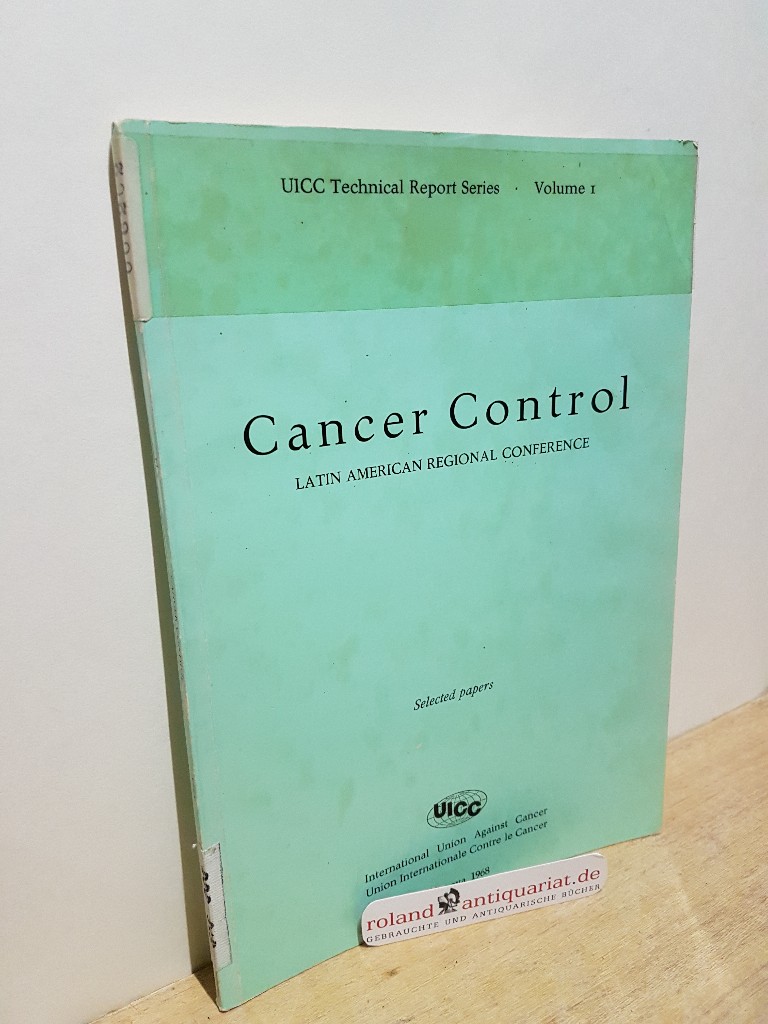 UICC Technical Report Series · Volume 1
Cancer Control
LATIN AMERICAN REGIONAL CONFERENCE
Selected papers
UICC
International Union Against Cancer
Union Internationale Contre le Cancer
1968
roland antiquariat.de
GEBRAUCHTE UND ANTIQUARISCHE BÜCHER